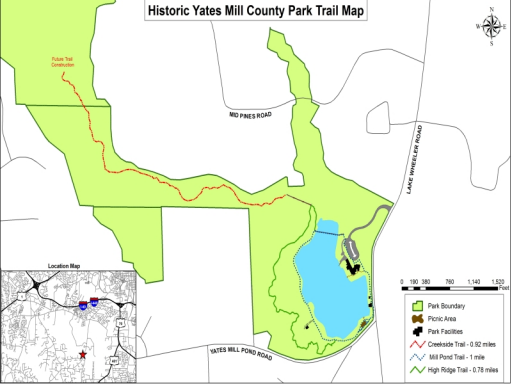 Historic Yates Mill County Park Trail Map
N
W
E
S
Future Trail
Construction
MID PINES ROAD
LAKE WHEELER ROAD
YATES MILL POND ROAD
Location Map
0 190 380 760 1,140 1,520
Feet
Park Boundary
Picnic Area
Park Facilities
Creekside Trail - 0.92 miles
Mill Pond Trail - 1 mile
High Ridge Trail - 0.78 miles